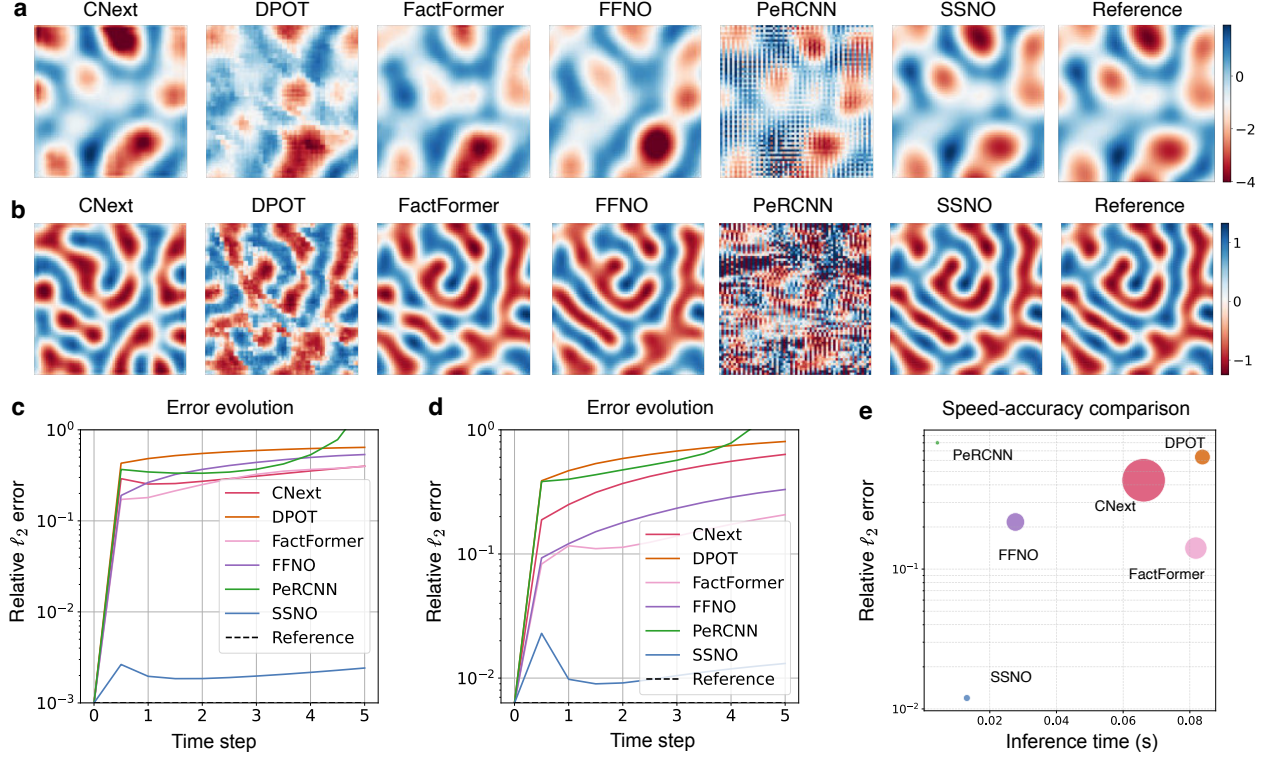 a
CNext DPOT FactFormer FFNO PeRCNN SSNO Reference
0
−2
−4
b
CNext DPOT FactFormer FFNO PeRCNN SSNO Reference
1
0
−1
c Error evolution
Relative ℓ₂ error
10⁰
10⁻¹
10⁻²
10⁻³
0 1 2 3 4 5
Time step
CNext
DPOT
FactFormer
FFNO
PeRCNN
SSNO
Reference
d Error evolution
Relative ℓ₂ error
10⁰
10⁻¹
10⁻²
0 1 2 3 4 5
Time step
CNext
DPOT
FactFormer
FFNO
PeRCNN
SSNO
Reference
e Speed-accuracy comparison
Relative ℓ₂ error
10⁻¹
10⁻²
PeRCNN
DPOT
CNext
FFNO
FactFormer
SSNO
0.02 0.04 0.06 0.08
Inference time (s)